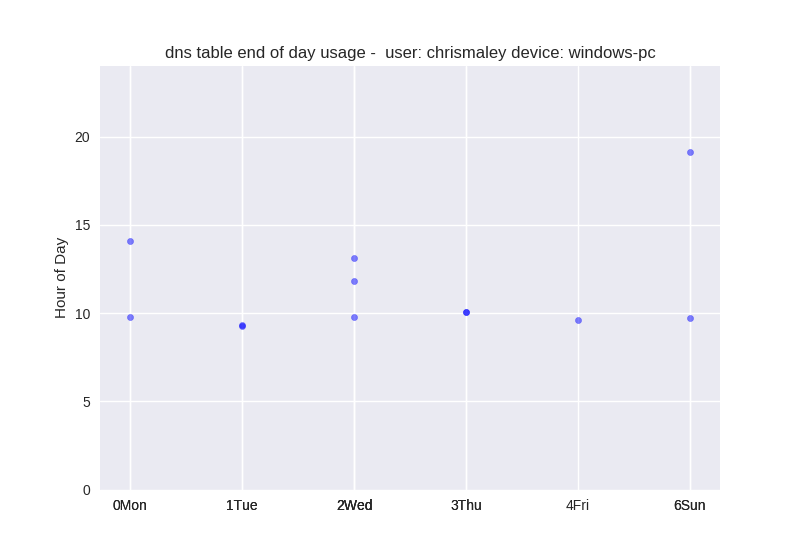 dns table end of day usage -  user: chrismaley device: windows-pc
Hour of Day
20
15
10
5
0
0Mon 1Tue 2Wed 3Thu 4Fri 6Sun